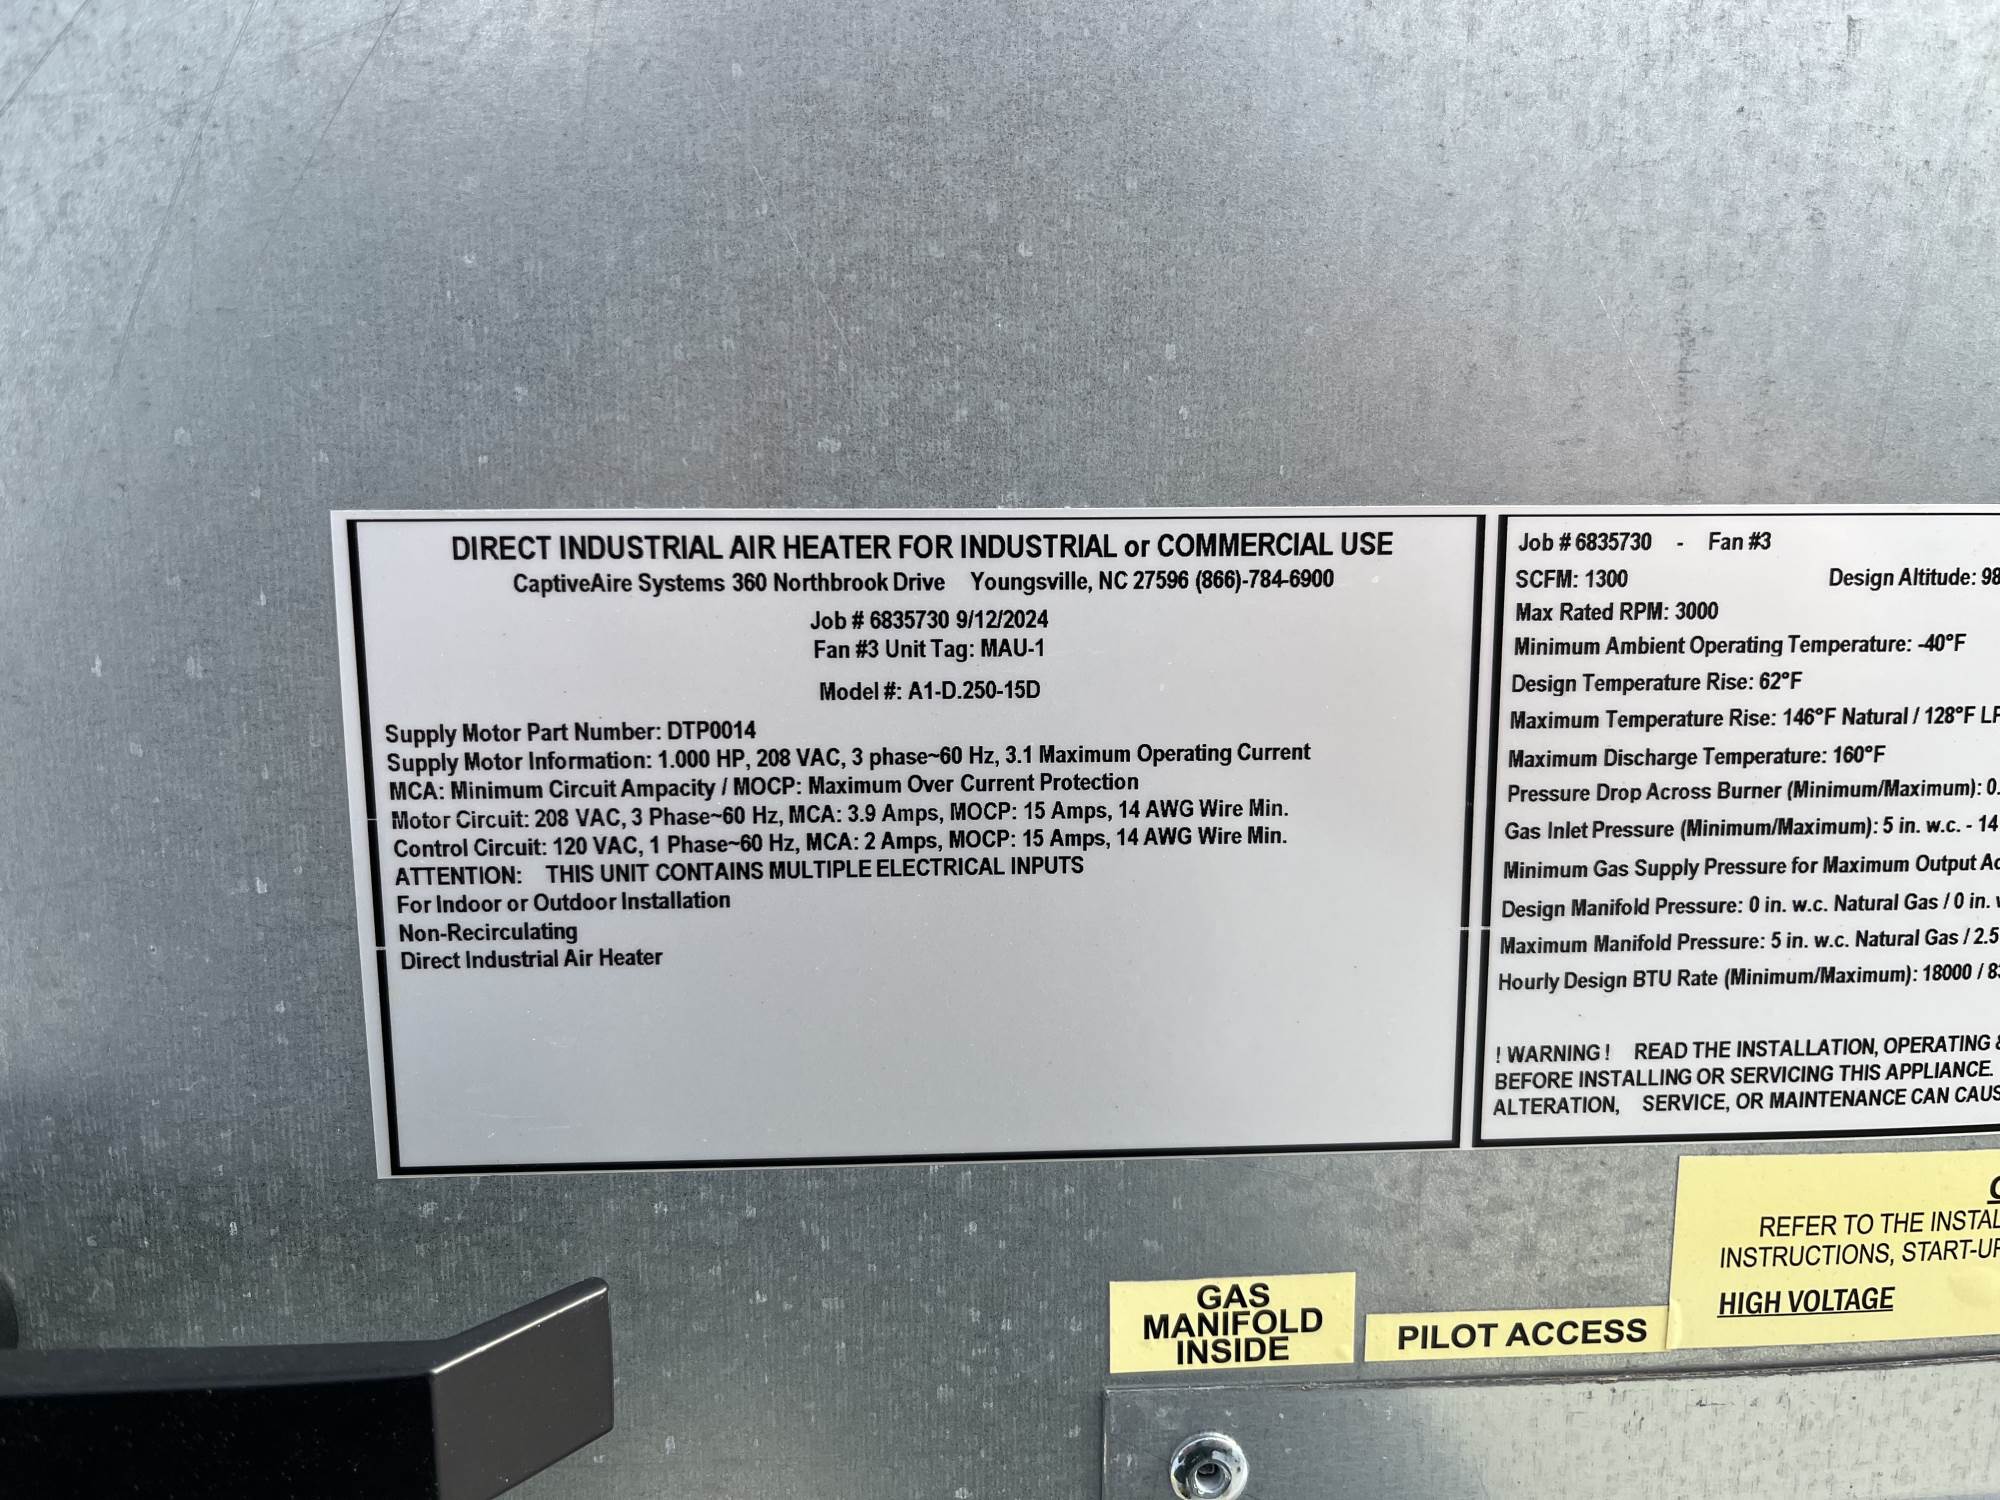 DIRECT INDUSTRIAL AIR HEATER FOR INDUSTRIAL or COMMERCIAL USE
CaptiveAire Systems 360 Northbrook Drive Youngsville, NC 27596 (866)-784-6900
Job # 6835730 9/12/2024
Fan #3 Unit Tag: MAU-1
Model #: A1-D.250-15D
Supply Motor Part Number: DTP0014
Supply Motor Information: 1.000 HP, 208 VAC, 3 phase~60 Hz, 3.1 Maximum Operating Current
MCA: Minimum Circuit Ampacity / MOCP: Maximum Over Current Protection
Motor Circuit: 208 VAC, 3 Phase~60 Hz, MCA: 3.9 Amps, MOCP: 15 Amps, 14 AWG Wire Min.
Control Circuit: 120 VAC, 1 Phase~60 Hz, MCA: 2 Amps, MOCP: 15 Amps, 14 AWG Wire Min.
ATTENTION: THIS UNIT CONTAINS MULTIPLE ELECTRICAL INPUTS
For Indoor or Outdoor Installation
Non-Recirculating
Direct Industrial Air Heater
Job # 6835730 - Fan #3
SCFM: 1300 Design Altitude: 98
Max Rated RPM: 3000
Minimum Ambient Operating Temperature: -40°F
Design Temperature Rise: 62°F
Maximum Temperature Rise: 146°F Natural / 128°F LP
Maximum Discharge Temperature: 160°F
Pressure Drop Across Burner (Minimum/Maximum): 0.
Gas Inlet Pressure (Minimum/Maximum): 5 in. w.c. - 14
Minimum Gas Supply Pressure for Maximum Output Ac
Design Manifold Pressure: 0 in. w.c. Natural Gas / 0 in.
Maximum Manifold Pressure: 5 in. w.c. Natural Gas / 2.5
Hourly Design BTU Rate (Minimum/Maximum): 18000 / 8
! WARNING ! READ THE INSTALLATION, OPERATING &
BEFORE INSTALLING OR SERVICING THIS APPLIANCE.
ALTERATION, SERVICE, OR MAINTENANCE CAN CAUS
REFER TO THE INSTAL
INSTRUCTIONS, START-UP
HIGH VOLTAGE
GAS
MANIFOLD
INSIDE
PILOT ACCESS